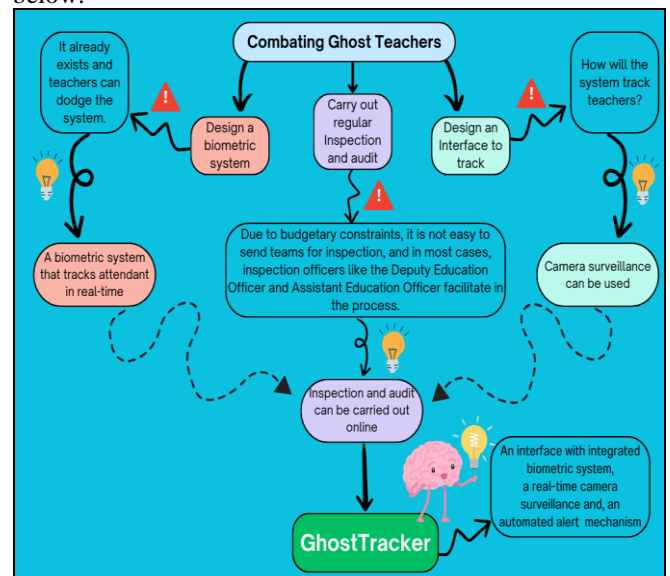 below.
Combating Ghost Teachers
It already
exists and
teachers can
dodge the
system.
!
Design a
biometric
system
Carry out
regular
Inspection
and audit
!
Design an
Interface to
track
!
How will the
system track
teachers?
A biometric system
that tracks attendant
in real-time
Due to budgetary constraints, it is not easy to
send teams for inspection, and in most cases,
inspection officers like the Deputy Education
Officer and Assistant Education Officer facilitate in
the process.
Camera surveillance
can be used
Inspection and audit
can be carried out
online
An interface with integrated
biometric system,
a real-time camera
surveillance and, an
automated alert mechanism
GhostTracker